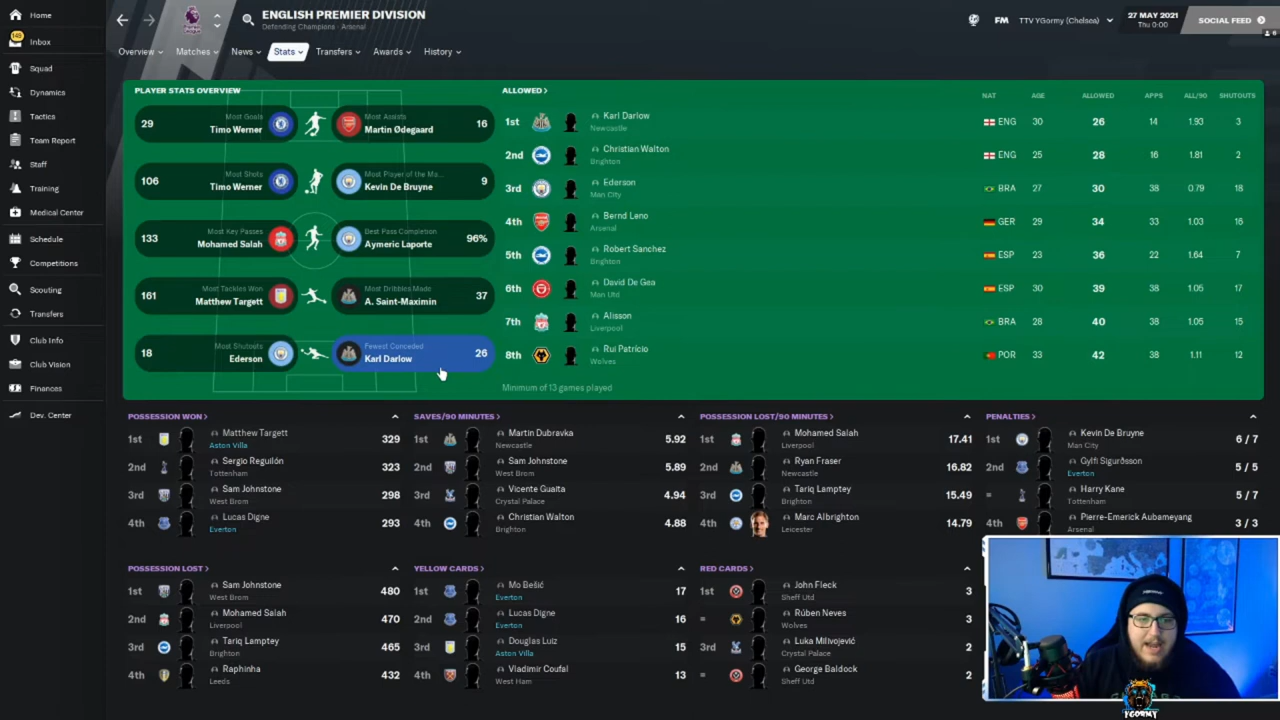 Home
Inbox
149
Squad
Dynamics
Tactics
Team Report
Staff
Training
Medical Center
Schedule
Competitions
Scouting
Transfers
Club Info
Club Vision
Finances
Dev. Center
ENGLISH PREMIER DIVISION
Defending Champions - Arsenal
FM TTV YGormy (Chelsea)
27 MAY 2021
Thu 0:00
SOCIAL FEED
Overview Matches News Stats Transfers Awards History
PLAYER STATS OVERVIEW
29 Most Goals Timo Werner
Most Assists Martin Ødegaard 16
106 Most Shots Timo Werner
Most Player of the Ma... Kevin De Bruyne 9
133 Most Key Passes Mohamed Salah
Best Pass Completion Aymeric Laporte 96%
161 Most Tackles Won Matthew Targett
Most Dribbles Made A. Saint-Maximin 37
18 Most Shutouts Ederson
Fewest Conceded Karl Darlow 26
ALLOWED > NAT AGE ALLOWED APPS ALL/90 SHUTOUTS
1st Karl Darlow Newcastle ENG 30 26 14 1.93 3
2nd Christian Walton Brighton ENG 25 28 16 1.81 2
3rd Ederson Man City BRA 27 30 38 0.79 18
4th Bernd Leno Arsenal GER 29 34 33 1.03 16
5th Robert Sanchez Brighton ESP 23 36 22 1.64 7
6th David De Gea Man Utd ESP 30 39 38 1.05 17
7th Alisson Liverpool BRA 28 40 38 1.05 15
8th Rui Patrício Wolves POR 33 42 38 1.11 12
Minimum of 13 games played
POSSESSION WON >
1st Matthew Targett Aston Villa 329
2nd Sergio Reguilón Tottenham 323
3rd Sam Johnstone West Brom 298
4th Lucas Digne Everton 293
SAVES/90 MINUTES >
1st Martin Dubravka Newcastle 5.92
2nd Sam Johnstone West Brom 5.89
3rd Vicente Guaita Crystal Palace 4.94
4th Christian Walton Brighton 4.88
POSSESSION LOST/90 MINUTES >
1st Mohamed Salah Liverpool 17.41
2nd Ryan Fraser Newcastle 16.82
3rd Tariq Lamptey Brighton 15.49
4th Marc Albrighton Leicester 14.79
PENALTIES >
1st Kevin De Bruyne Man City 6 / 7
2nd Gylfi Sigurðsson Everton 5 / 5
= Harry Kane Tottenham 5 / 7
4th Pierre-Emerick Aubameyang Arsenal 3 / 3
POSSESSION LOST >
1st Sam Johnstone West Brom 480
2nd Mohamed Salah Liverpool 470
3rd Tariq Lamptey Brighton 465
4th Raphinha Leeds 432
YELLOW CARDS >
1st Mo Bešić Everton 17
2nd Lucas Digne Everton 16
3rd Douglas Luiz Aston Villa 15
4th Vladimír Coufal West Ham 13
RED CARDS >
1st John Fleck Sheff Utd 3
= Rúben Neves Wolves 3
3rd Luka Milivojević Crystal Palace 2
= George Baldock Sheff Utd 2
YGORMY